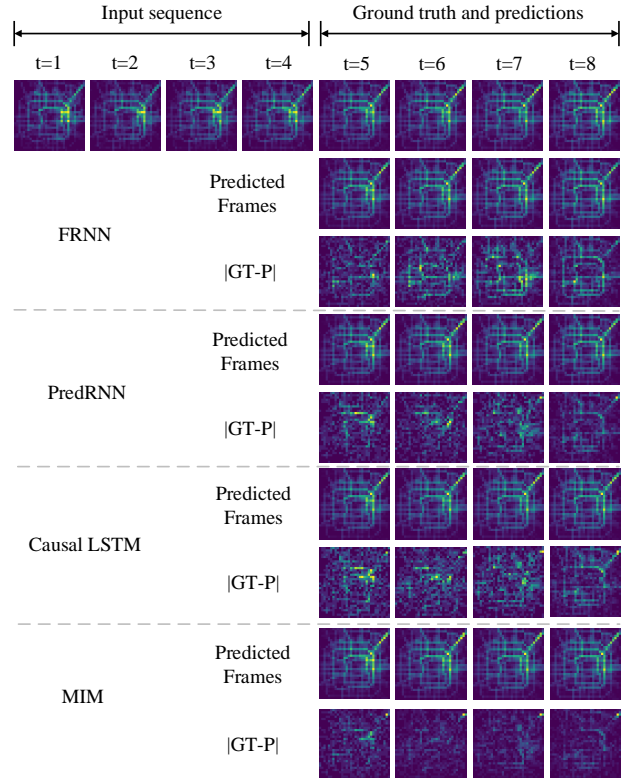 Input sequence
Ground truth and predictions
t=1 t=2 t=3 t=4 t=5 t=6 t=7 t=8
Predicted
Frames
FRNN
|GT-P|
Predicted
Frames
PredRNN
|GT-P|
Predicted
Frames
Causal LSTM
|GT-P|
Predicted
Frames
MIM
|GT-P|